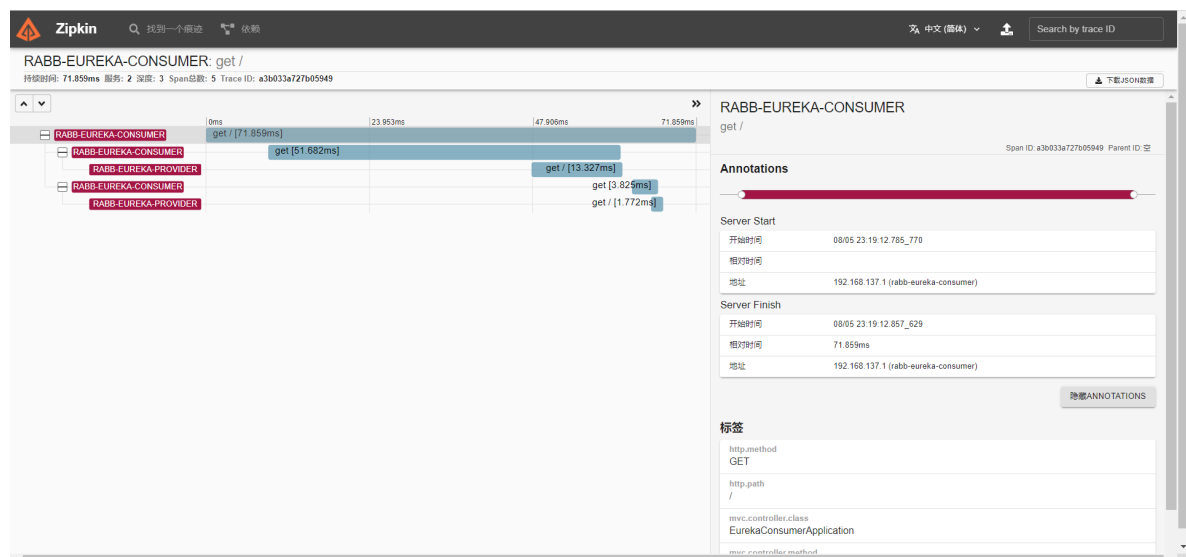 Zipkin 找到一个痕迹 依赖 中文 (简体) Search by trace ID
RABB-EUREKA-CONSUMER: get /
持续时间: 71.859ms 服务: 2 深度: 3 Span总数: 5 Trace ID: a3b033a727b05949
下载JSON数据
0ms 23.953ms 47.906ms 71.859ms
RABB-EUREKA-CONSUMER get / [71.859ms]
RABB-EUREKA-CONSUMER get [51.682ms]
RABB-EUREKA-PROVIDER get / [13.327ms]
RABB-EUREKA-CONSUMER get [3.825ms]
RABB-EUREKA-PROVIDER get / [1.772ms]
RABB-EUREKA-CONSUMER
get /
Span ID: a3b033a727b05949 Parent ID: 空
Annotations
Server Start
开始时间 08/05 23:19:12.785_770
相对时间
地址 192.168.137.1 (rabb-eureka-consumer)
Server Finish
开始时间 08/05 23:19:12.857_629
相对时间 71.859ms
地址 192.168.137.1 (rabb-eureka-consumer)
隐藏ANNOTATIONS
标签
http.method
GET
http.path
/
mvc.controller.class
EurekaConsumerApplication
mvc.controller.method